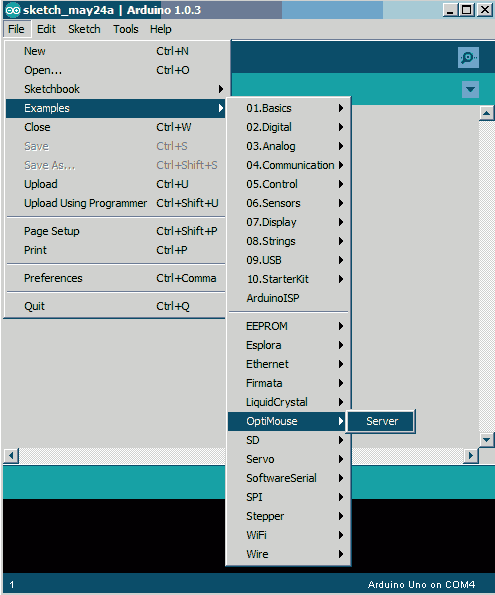 sketch_may24a | Arduino 1.0.3
File Edit Sketch Tools Help
New Ctrl+N
Open... Ctrl+O
Sketchbook
Examples
Close Ctrl+W
Save Ctrl+S
Save As... Ctrl+Shift+S
Upload Ctrl+U
Upload Using Programmer Ctrl+Shift+U
Page Setup Ctrl+Shift+P
Print Ctrl+P
Preferences Ctrl+Comma
Quit Ctrl+Q
01.Basics
02.Digital
03.Analog
04.Communication
05.Control
06.Sensors
07.Display
08.Strings
09.USB
10.StarterKit
ArduinoISP
EEPROM
Esplora
Ethernet
Firmata
LiquidCrystal
OptiMouse
Server
SD
Servo
SoftwareSerial
SPI
Stepper
WiFi
Wire
1 Arduino Uno on COM4